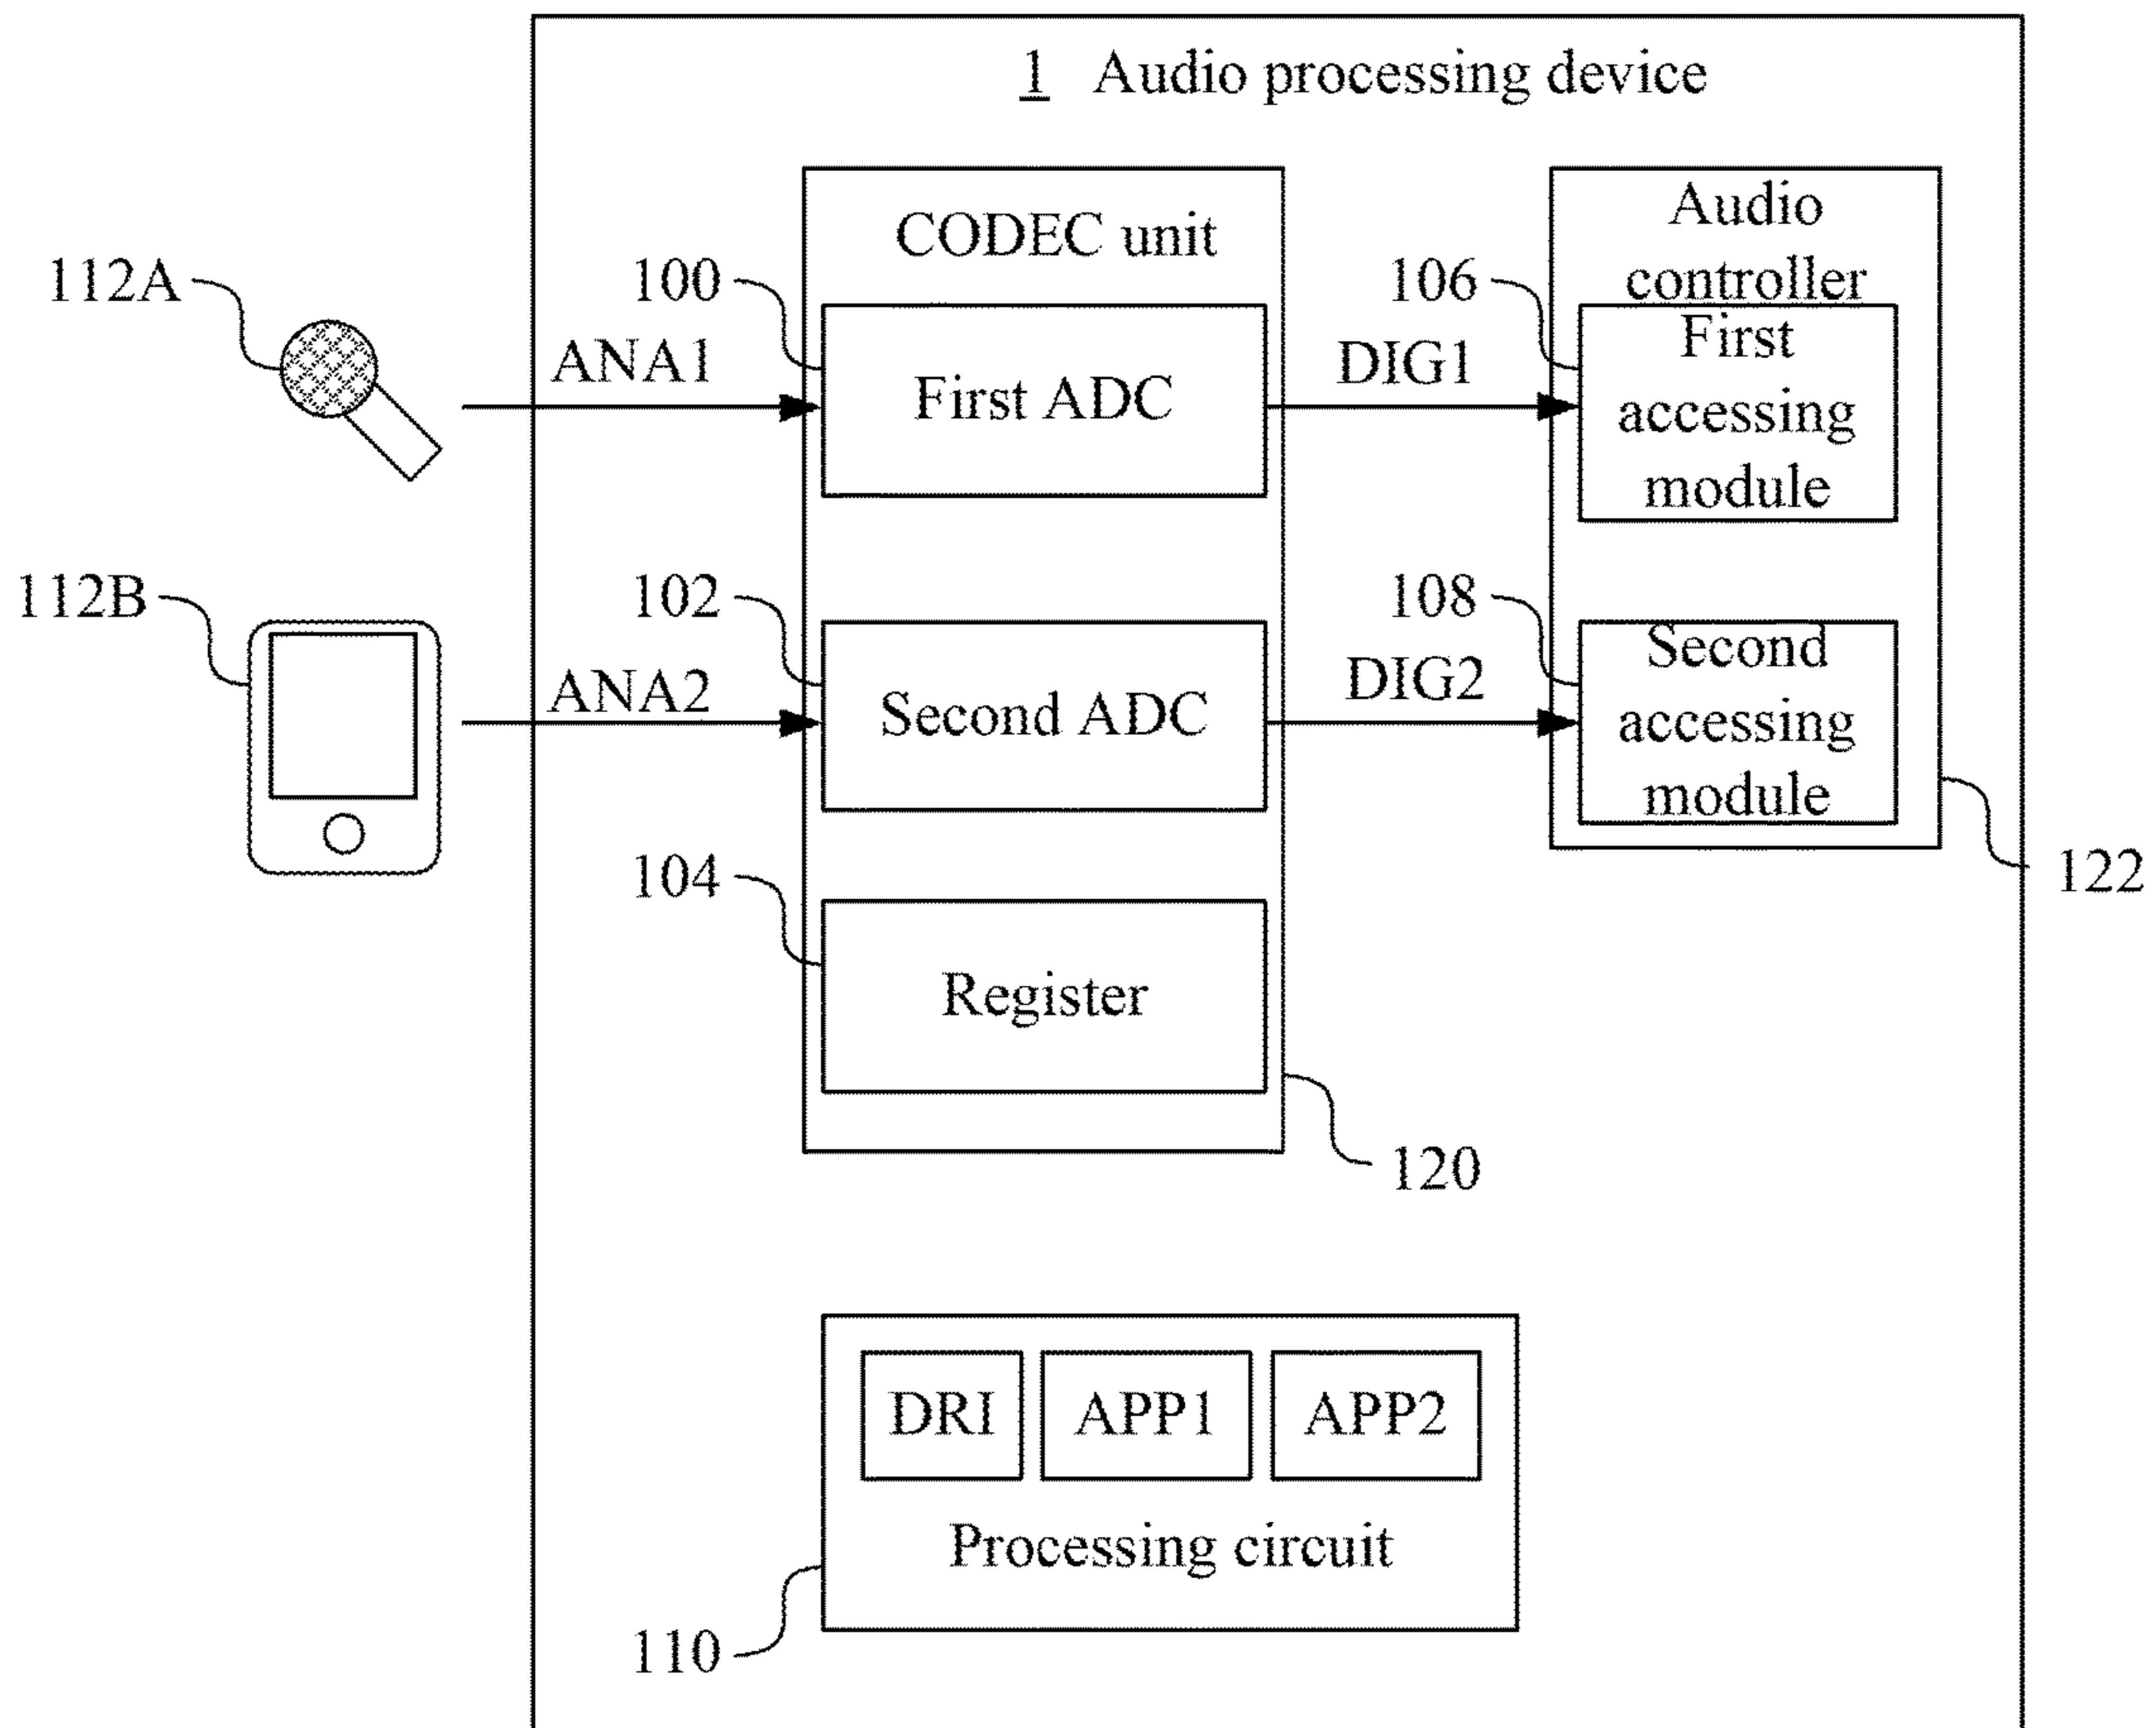 1 Audio processing device
CODEC unit
Audio
controller
112A
100
106
ANA1
First ADC
DIG1
First
accessing
module
112B
102
108
ANA2
Second ADC
DIG2
Second
accessing
module
104
122
Register
120
DRI
APP1
APP2
Processing circuit
110